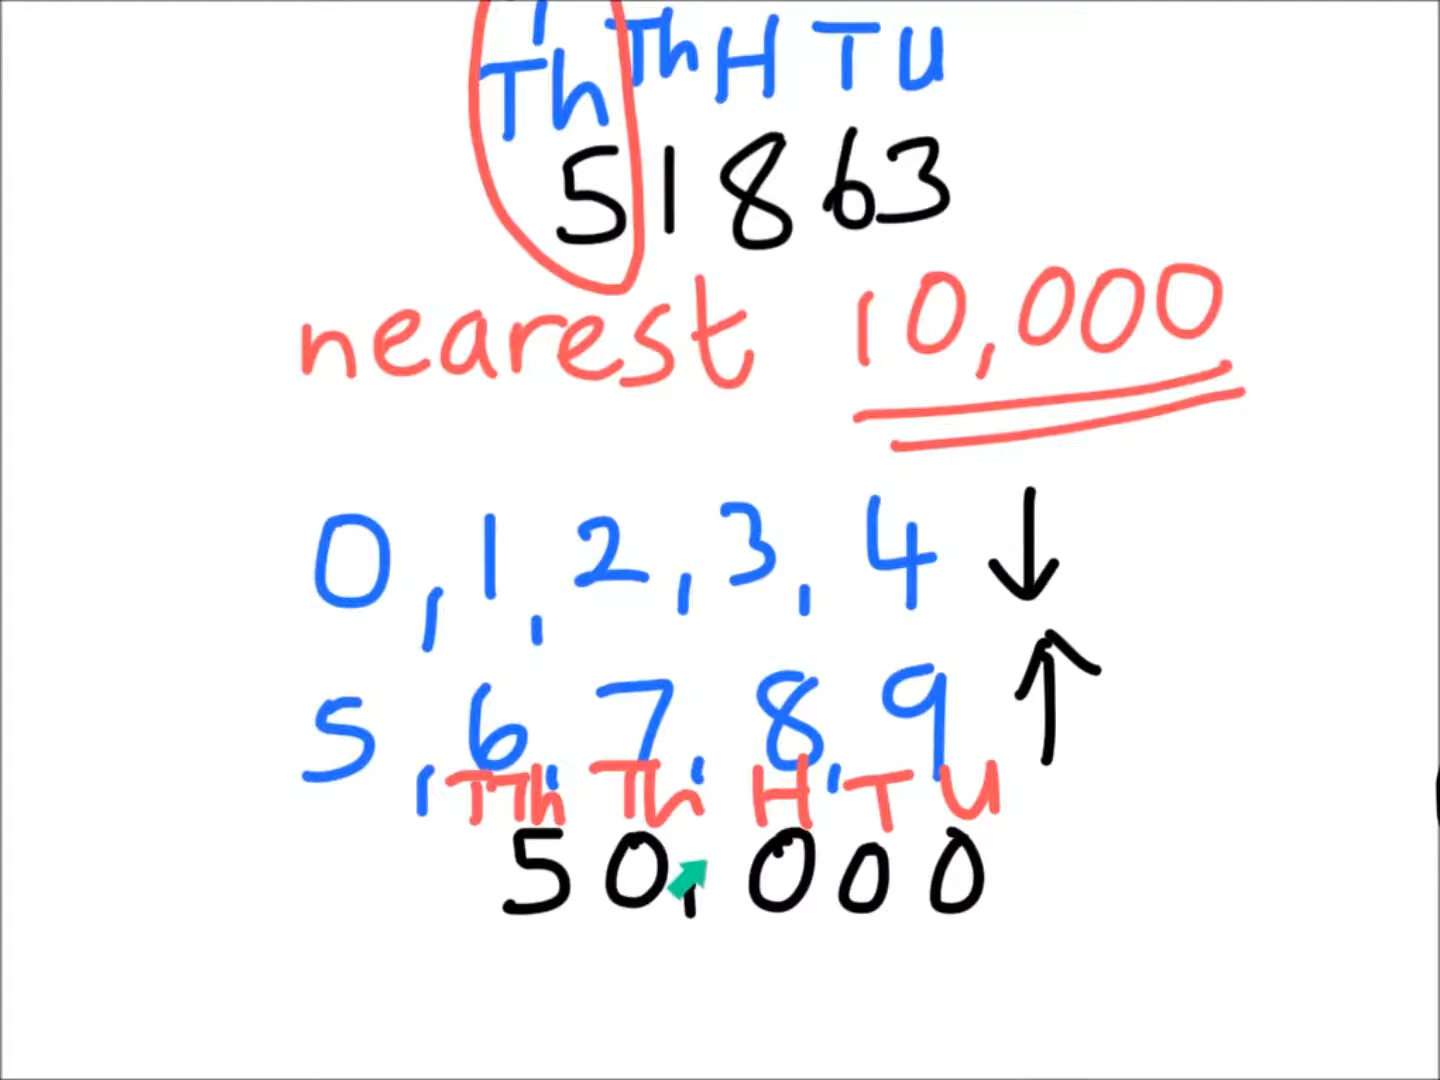 T
Th Th H T U
51863
nearest 10,000
0, 1, 2, 3, 4 ↓
5, 6, 7, 8, 9 ↑
TTh Th H T U
50,000